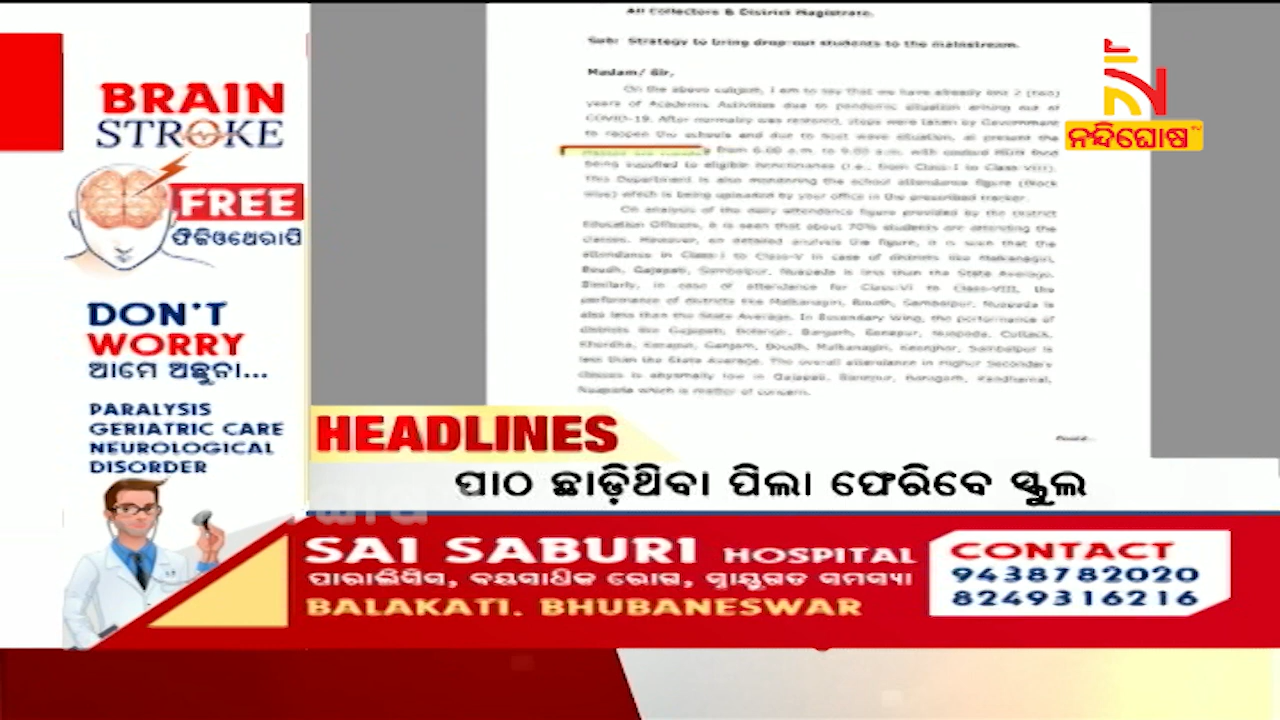 All Collectors & District Magistrate.
Sub: Strategy to bring drop-out students to the mainstream.
Madam/ Sir,
On the above subject, I am to say that we have already lost 2 (two)
years of Academic Activities due to pandemic situation arising out of
COVID-19. After normalcy was restored, steps were taken by Government
to reopen the schools and due to heat wave situation, at present the
from 6.00 a.m. to 9.00 a.m. with cooked MDM food
being supplied to eligible beneficiaries (i.e., from Class-I to Class-VIII).
This Department is also monitoring the school attendance figure (Block
wise) which is being uploaded by your office in the prescribed tracker.
On analysis of the daily attendance figure provided by the District
Education Officers, it is seen that about 70% students are attending the
classes. However, on detailed analysis the figure, it is seen that the
attendance in Class-I to Class-V in case of districts like Malkanagiri,
Boudh, Gajapati, Sambalpur, Nuapada is less than the State Average.
Similarly, in case of attendance for Class-VI to Class-VIII, the
performance of districts like Malkanagiri, Boudh, Sambalpur, Nuapada is
also less than the State Average. In Secondary Wing, the performance of
districts like Gajapati, Bolangir, Bargarh, Sonepur, Nuapada, Cuttack,
Khordha, Koraput, Ganjam, Boudh, Malkanagiri, Keonjhar, Sambalpur is
less than the State Average. The overall attendance in Higher Secondary
classes is abysmally low in Gajapati, Sonepur, Baragarh, Kandhamal,
Nuapada which is matter of concern.
ନନ୍ଦିଘୋଷ
BRAIN
STROKE
FREE
ଫିଜିଓଥେରାପି
DON'T
WORRY
ଆମେ ଅଛୁନା...
PARALYSIS
GERIATRIC CARE
NEUROLOGICAL
DISORDER
HEADLINES
ପାଠ ଛାଡ଼ିଥିବା ପିଲା ଫେରିବେ ସ୍କୁଲ
SAI SABURI HOSPITAL
ପାରାଲିସିସ, ବୟସାଧିକ ରୋଗ, ସ୍ନାୟୁଗତ ସମସ୍ୟା
BALAKATI. BHUBANESWAR
CONTACT
9438782020
8249316216